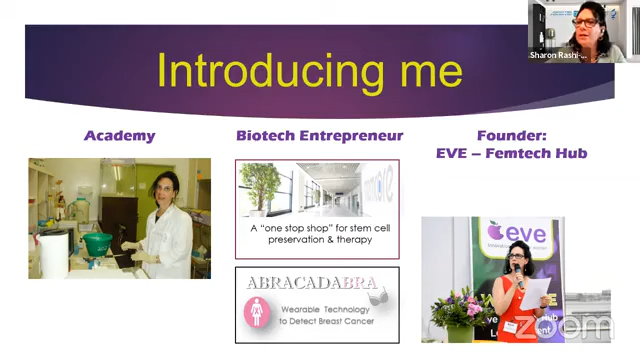 Introducing me
Sharon Rashi-
Academy
Biotech Entrepreneur
Founder:
EVE – Femtech Hub
A "one stop shop" for stem cell
preservation & therapy
ABRACADABRA
Wearable Technology
to Detect Breast Cancer
eve
zoom